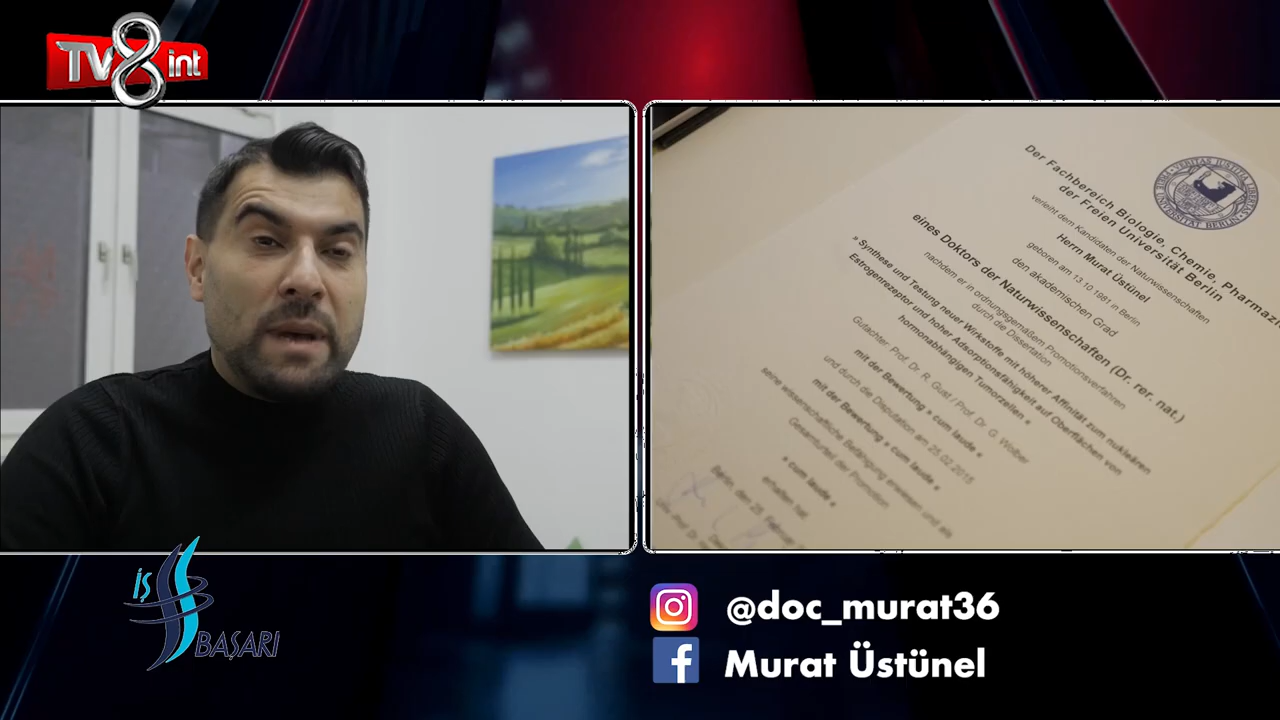 TV8int
Der Fachbereich Biologie, Chemie, Pharmazi
der Freien Universität Berlin
verleiht dem Kandidaten der Naturwissenschaften
Herrn Murat Üstünel
geboren am 13.10.1981 in Berlin
den akademischen Grad
eines Doktors der Naturwissenschaften (Dr. rer. nat.)
nachdem er in ordnungsgemäßem Promotionsverfahren
durch die Dissertation
» Synthese und Testung neuer Wirkstoffe mit höherer Affinität zum nukleären
Estrogenrezeptor und hoher Adsorptionsfähigkeit auf Oberflächen von
hormonabhängigen Tumorzellen «
Gutachter: Prof. Dr. R. Gust / Prof. Dr. G. Wolber
mit der Bewertung » cum laude «
und durch die Disputation am 25.02.2015
mit der Bewertung » cum laude «
seine wissenschaftliche Befähigung erwiesen und als
Gesamturteil der Promotion
» cum laude «
erhalten hat.
Berlin, den 25. Februar
İŞ
BAŞARI
@doc_murat36
Murat Üstünel